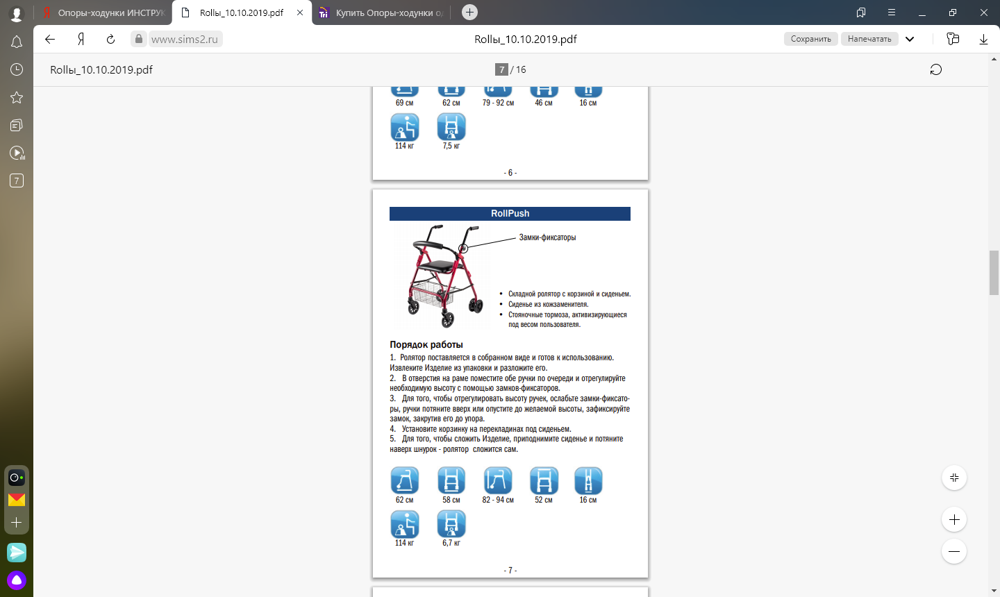 Опоры-ходунки ИНСТРУК
Rollы_10.10.2019.pdf
Tri
Купить Опоры-ходунки од
Я
www.sims2.ru
Rollы_10.10.2019.pdf
Сохранить
Напечатать
Rollы_10.10.2019.pdf
7 / 16
7
69 см 62 см 79 - 92 см 46 см 16 см
114 кг 7,5 кг
- 6 -
RollPush
Замки-фиксаторы
• Складной ролятор с корзиной и сиденьем.
• Сиденье из кожзаменителя.
• Стояночные тормоза, активизирующиеся
под весом пользователя.
Порядок работы
1. Ролятор поставляется в собранном виде и готов к использованию.
Извлеките Изделие из упаковки и разложите его.
2. В отверстия на раме поместите обе ручки по очереди и отрегулируйте
необходимую высоту с помощью замков-фиксаторов.
3. Для того, чтобы отрегулировать высоту ручек, ослабьте замки-фиксато-
ры, ручки потяните вверх или опустите до желаемой высоты, зафиксируйте
замок, закрутив его до упора.
4. Установите корзинку на перекладинах под сиденьем.
5. Для того, чтобы сложить Изделие, приподнимите сиденье и потяните
наверх шнурок - ролятор сложится сам.
62 см 58 см 82 - 94 см 52 см 16 см
114 кг 6,7 кг
- 7 -